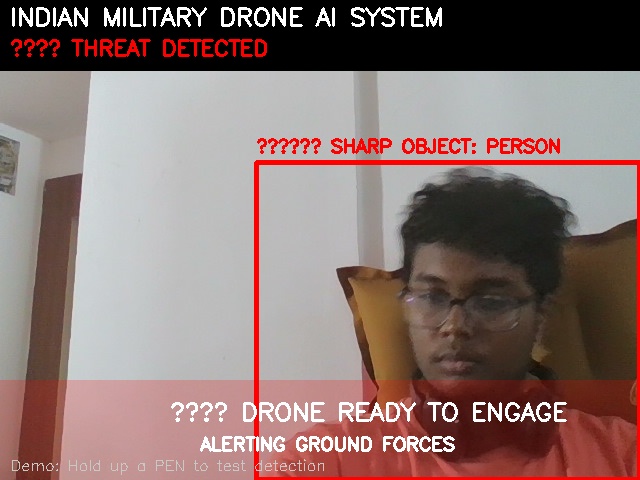 INDIAN MILITARY DRONE AI SYSTEM
???? THREAT DETECTED
?????? SHARP OBJECT: PERSON
???? DRONE READY TO ENGAGE
ALERTING GROUND FORCES
Demo: Hold up a PEN to test detection